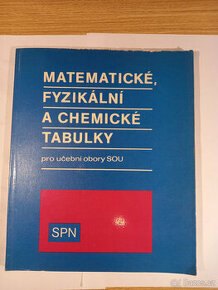 MATEMATICKÉ,
FYZIKÁLNÍ
A CHEMICKÉ
TABULKY
pro učební obory SOU
SPN